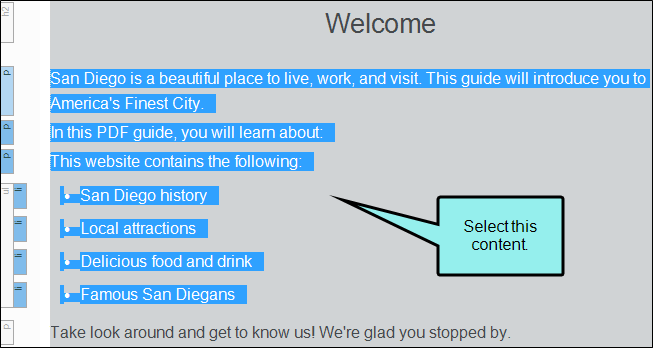 h2
Welcome
p
San Diego is a beautiful place to live, work, and visit. This guide will introduce you to
America's Finest City.
p
In this PDF guide, you will learn about:
p
This website contains the following:
ul
li
San Diego history
li
Local attractions
li
Delicious food and drink
li
Famous San Diegans
Select this
content.
p
Take look around and get to know us! We're glad you stopped by.